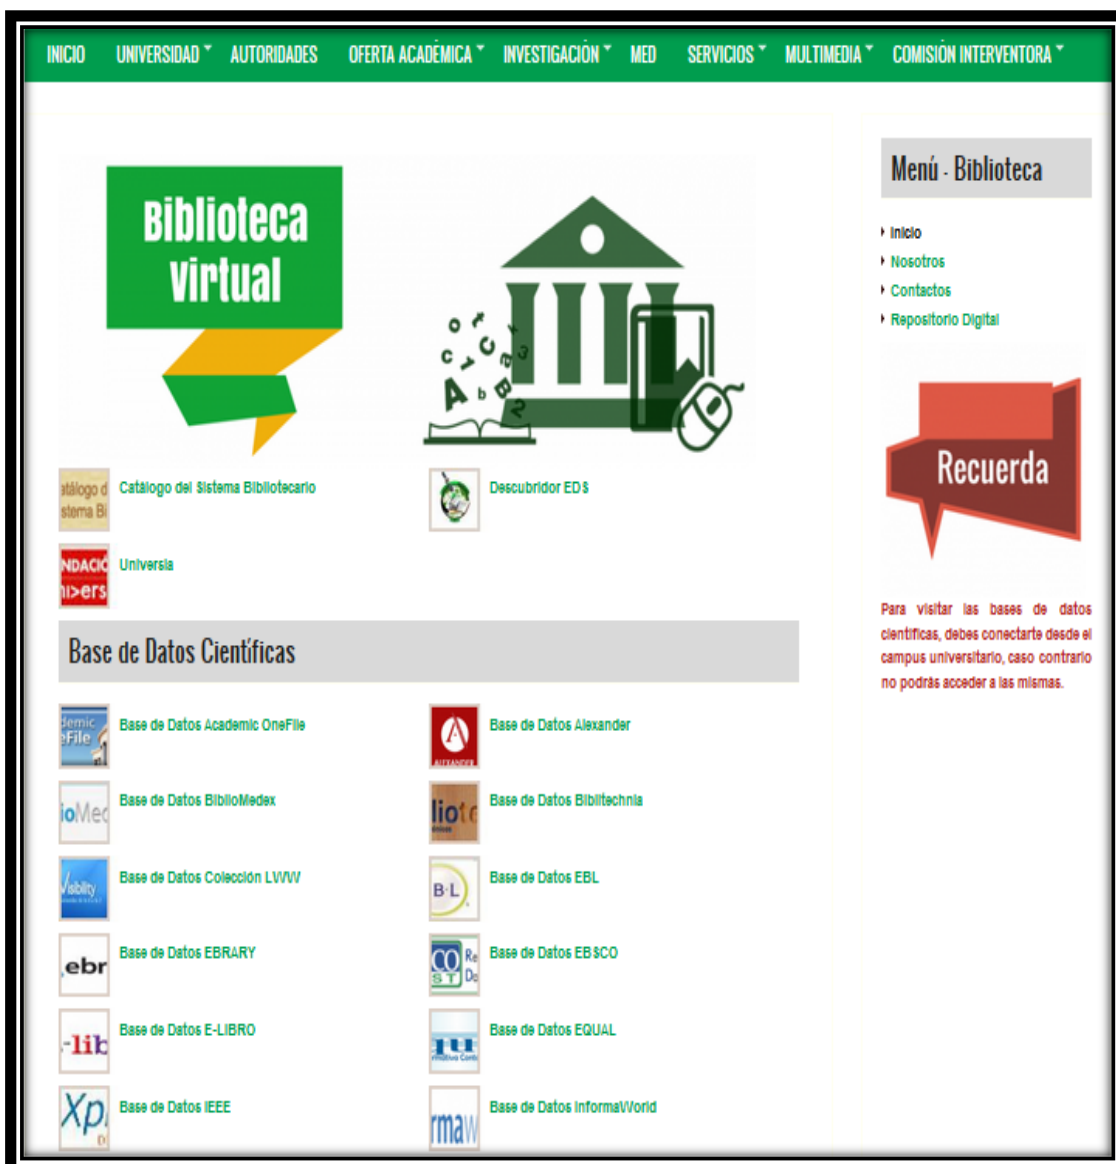 INICIO UNIVERSIDAD AUTORIDADES OFERTA ACADÉMICA INVESTIGACIÓN MED SERVICIOS MULTIMEDIA COMISIÓN INTERVENTORA
Biblioteca
Virtual
Catálogo del Sistema Bibliotecario
Descubridor EDS
Universia
Base de Datos Científicas
Base de Datos Academic OneFile
Base de Datos Alexander
ALEXANDER
Base de Datos BiblioMedex
Base de Datos Biblitechnia
Base de Datos Colección LWW
Base de Datos EBL
Base de Datos EBRARY
Base de Datos EBSCO
Base de Datos E-LIBRO
Base de Datos EQUAL
Base de Datos IEEE
Base de Datos InformaWorld
Menú - Biblioteca
Inicio
Nosotros
Contactos
Repositorio Digital
Recuerda
Para visitar las bases de datos
científicas, debes conectarte desde el
campus universitario, caso contrario
no podrás acceder a las mismas.